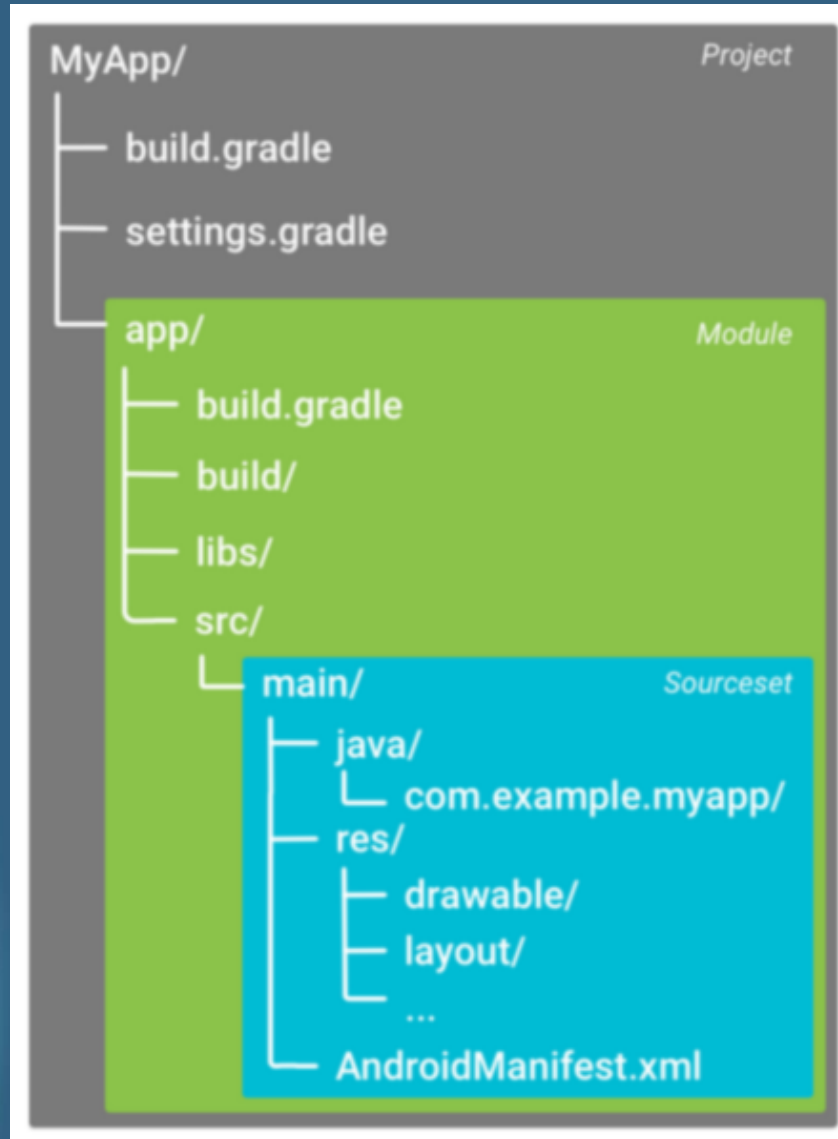 MyApp/ Project
build.gradle
settings.gradle
app/ Module
build.gradle
build/
libs/
src/
main/ Sourceset
java/
com.example.myapp/
res/
drawable/
layout/
...
AndroidManifest.xml